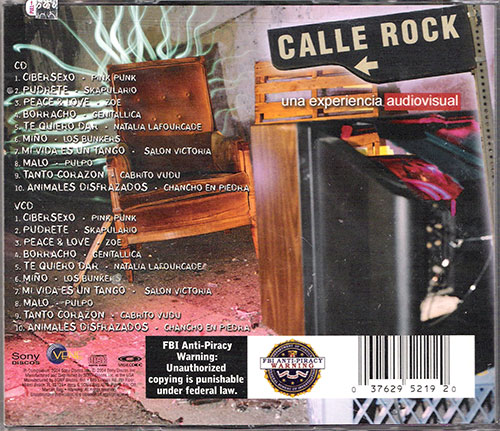 CALLE ROCK
una experiencia audiovisual
CD
1. CIBERSEXO - PINK PUNK
2. PUDRETE - SKAPULARIO
3. PEACE & LOVE - ZOE
4. BORRACHO - GENITALLICA
5. TE QUIERO DAR - NATALIA LAFOURCADE
6. MIÑO - LOS BUNKERS
7. MI VIDA ES UN TANGO - SALON VICTORIA
8. MALO - PULPO
9. TANTO CORAZON - CABRITO VUDU
10. ANIMALES DISFRAZADOS - CHANCHO EN PIEDRA
VCD
1. CIBERSEXO - PINK PUNK
2. PUDRETE - SKAPULARIO
3. PEACE & LOVE - ZOE
4. BORRACHO - GENITALLICA
5. TE QUIERO DAR - NATALIA LAFOURCADE
6. MIÑO - LOS BUNKERS
7. MI VIDA ES UN TANGO - SALON VICTORIA
8. MALO - PULPO
9. TANTO CORAZON - CABRITO VUDU
10. ANIMALES DISFRAZADOS - CHANCHO EN PIEDRA
Sony
DISCOS
FBI Anti-Piracy
Warning:
Unauthorized
copying is punishable
under federal law.
FBI ANTI-PIRACY
WARNING
0 37629 5219 2 0